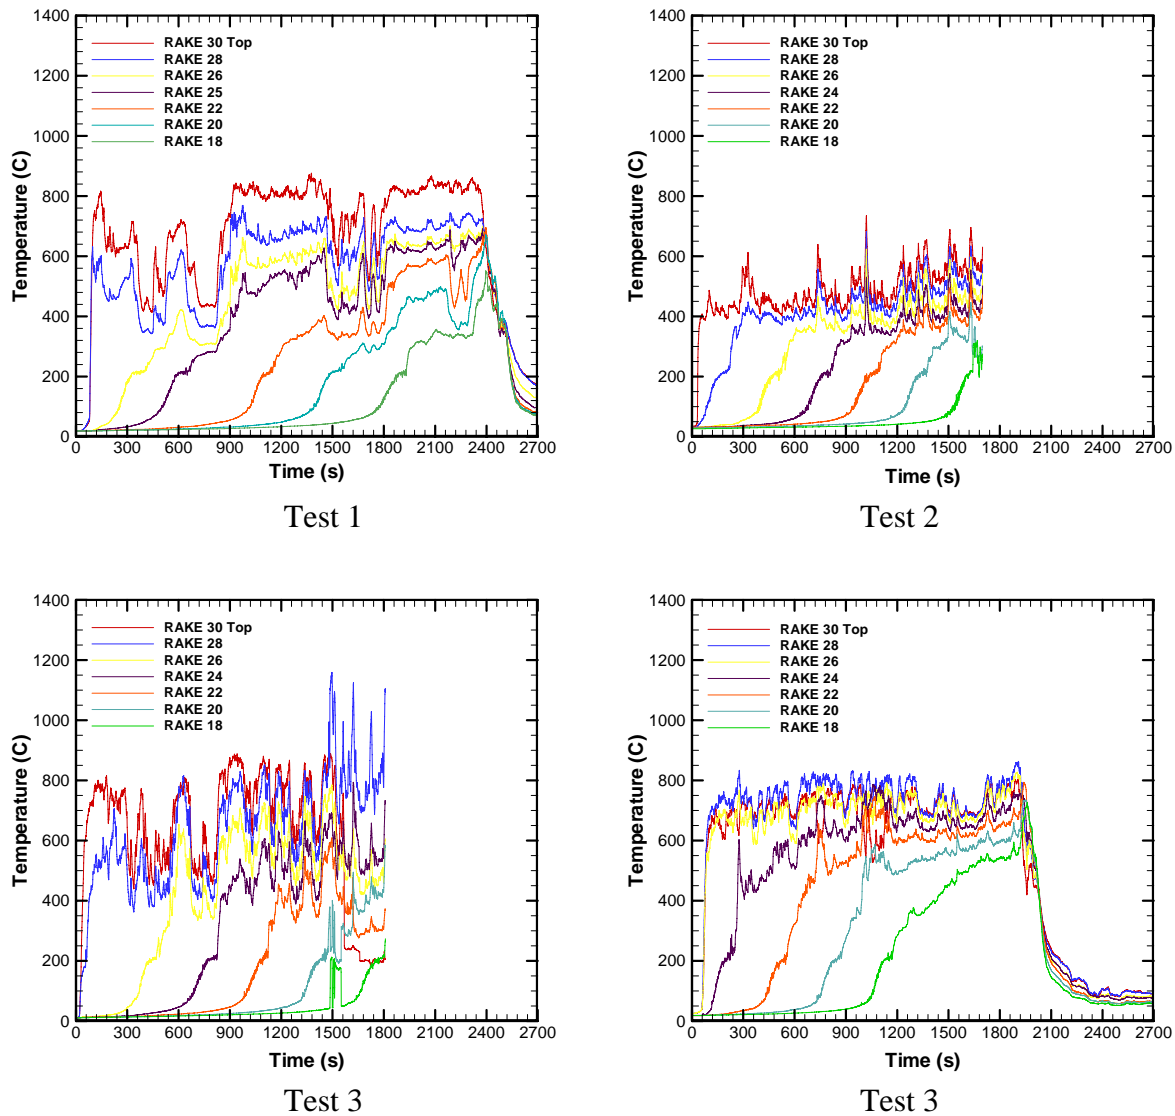 1400
1200
1000
800
600
400
200
0
Temperature (C)
RAKE 30 Top
RAKE 28
RAKE 26
RAKE 25
RAKE 22
RAKE 20
RAKE 18
0 300 600 900 1200 1500 1800 2100 2400 2700
Time (s)
Test 1
1400
1200
1000
800
600
400
200
0
Temperature (C)
RAKE 30 Top
RAKE 28
RAKE 26
RAKE 24
RAKE 22
RAKE 20
RAKE 18
0 300 600 900 1200 1500 1800 2100 2400 2700
Time (s)
Test 2
1400
1200
1000
800
600
400
200
0
Temperature (C)
RAKE 30 Top
RAKE 28
RAKE 26
RAKE 24
RAKE 22
RAKE 20
RAKE 18
0 300 600 900 1200 1500 1800 2100 2400 2700
Time (s)
Test 3
1400
1200
1000
800
600
400
200
0
Temperature (C)
RAKE 30 Top
RAKE 28
RAKE 26
RAKE 24
RAKE 22
RAKE 20
RAKE 18
0 300 600 900 1200 1500 1800 2100 2400 2700
Time (s)
Test 3